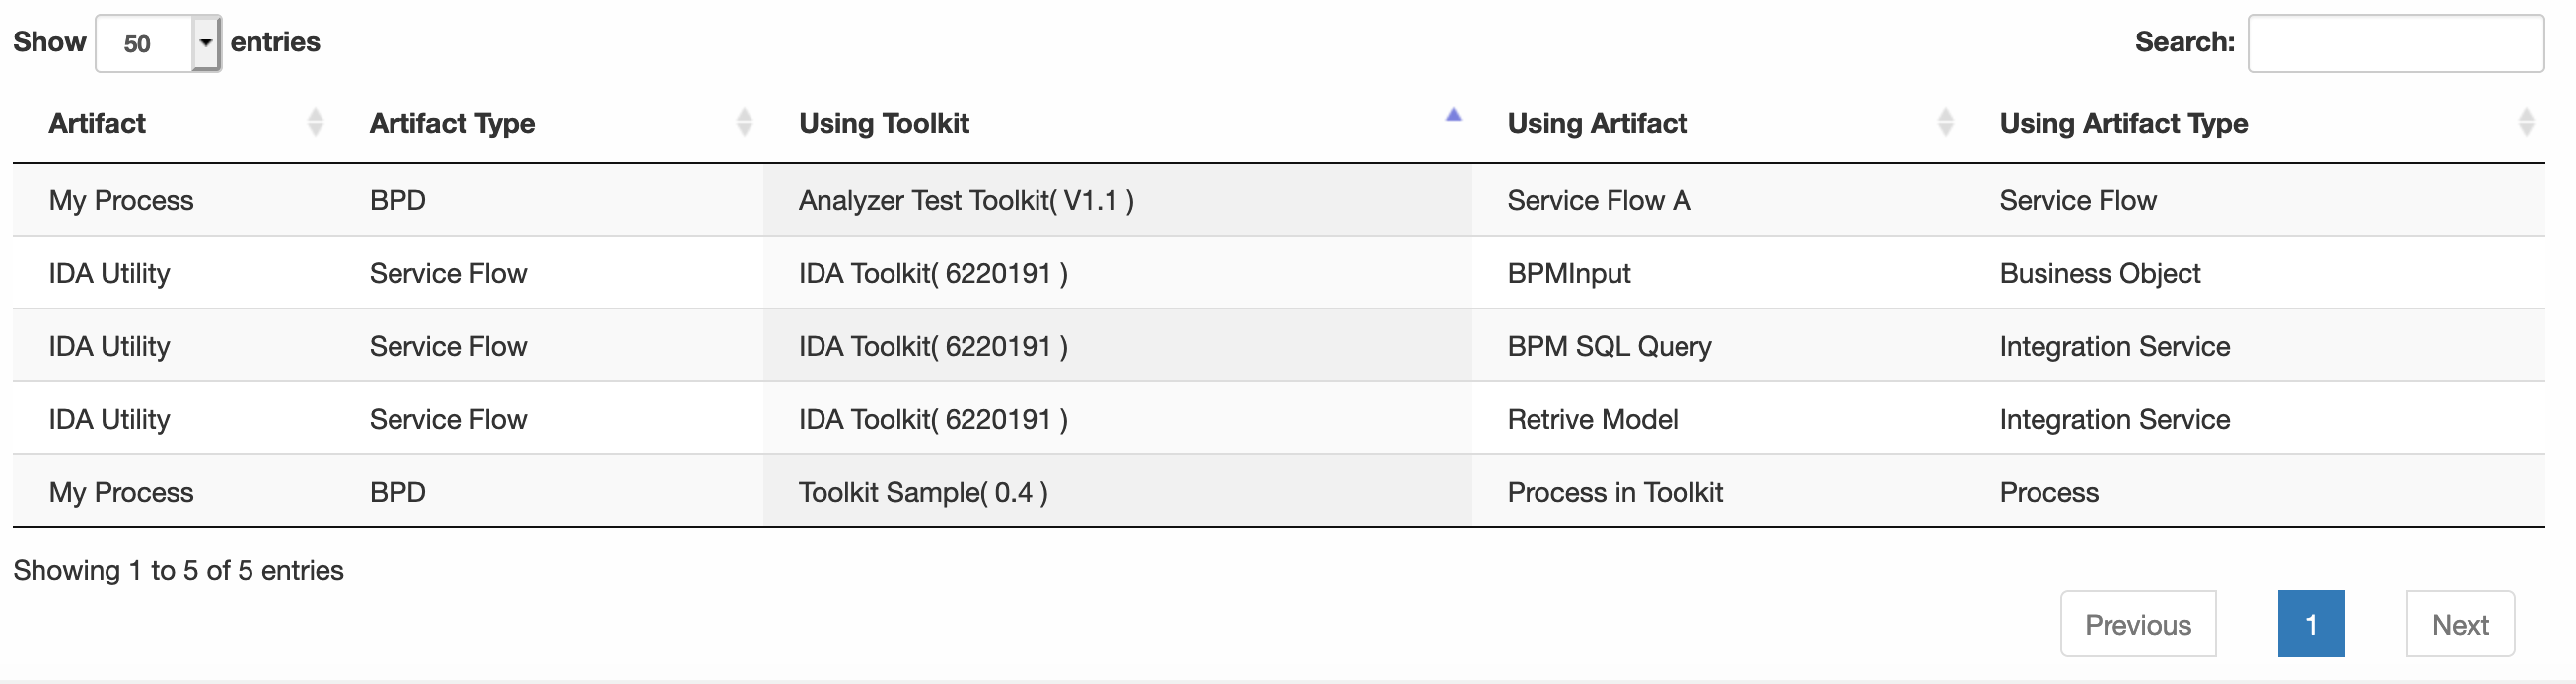 Show 50 entries Search:
Artifact Artifact Type Using Toolkit Using Artifact Using Artifact Type
My Process BPD Analyzer Test Toolkit( V1.1 ) Service Flow A Service Flow
IDA Utility Service Flow IDA Toolkit( 6220191 ) BPMInput Business Object
IDA Utility Service Flow IDA Toolkit( 6220191 ) BPM SQL Query Integration Service
IDA Utility Service Flow IDA Toolkit( 6220191 ) Retrive Model Integration Service
My Process BPD Toolkit Sample( 0.4 ) Process in Toolkit Process
Showing 1 to 5 of 5 entries
Previous 1 Next